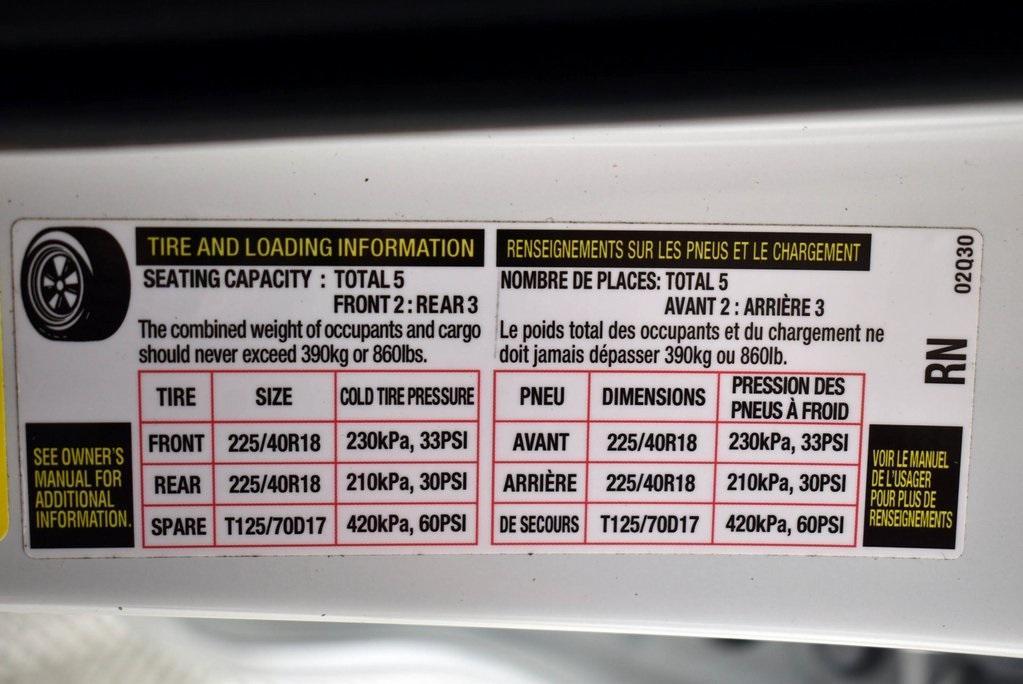 TIRE AND LOADING INFORMATION
SEATING CAPACITY : TOTAL 5
FRONT 2 : REAR 3
The combined weight of occupants and cargo
should never exceed 390kg or 860lbs.
TIRE SIZE COLD TIRE PRESSURE
FRONT 225/40R18 230kPa, 33PSI
REAR 225/40R18 210kPa, 30PSI
SPARE T125/70D17 420kPa, 60PSI
SEE OWNER'S
MANUAL FOR
ADDITIONAL
INFORMATION.
RENSEIGNEMENTS SUR LES PNEUS ET LE CHARGEMENT
NOMBRE DE PLACES: TOTAL 5
AVANT 2 : ARRIÈRE 3
Le poids total des occupants et du chargement ne
doit jamais dépasser 390kg ou 860lb.
PNEU DIMENSIONS PRESSION DES
PNEUS À FROID
AVANT 225/40R18 230kPa, 33PSI
ARRIÈRE 225/40R18 210kPa, 30PSI
DE SECOURS T125/70D17 420kPa, 60PSI
VOIR LE MANUEL
DE L'USAGER
POUR PLUS DE
RENSEIGNEMENTS
02Q30
RN